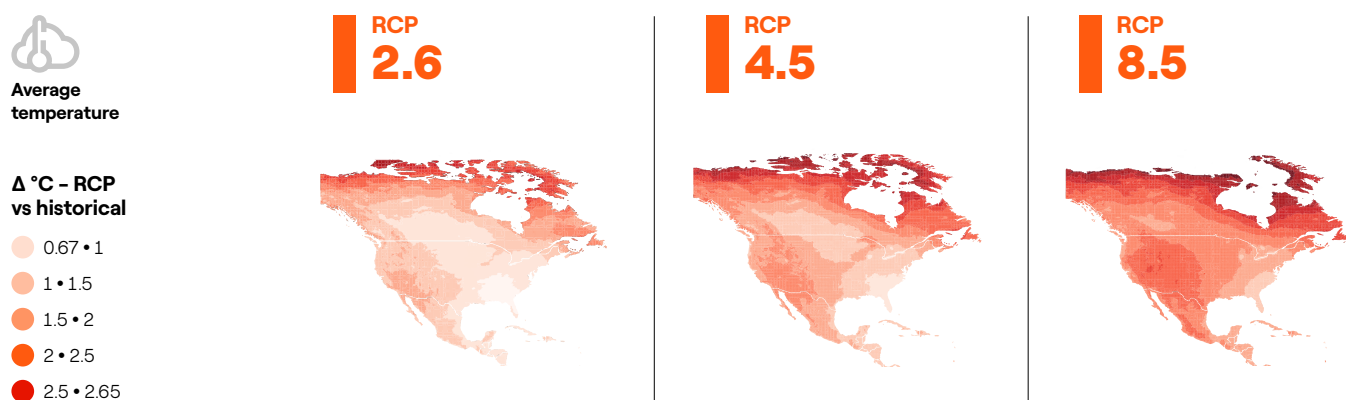 Average
temperature
Δ °C - RCP
vs historical
0.67 • 1
1 • 1.5
1.5 • 2
2 • 2.5
2.5 • 2.65
RCP
2.6
RCP
4.5
RCP
8.5